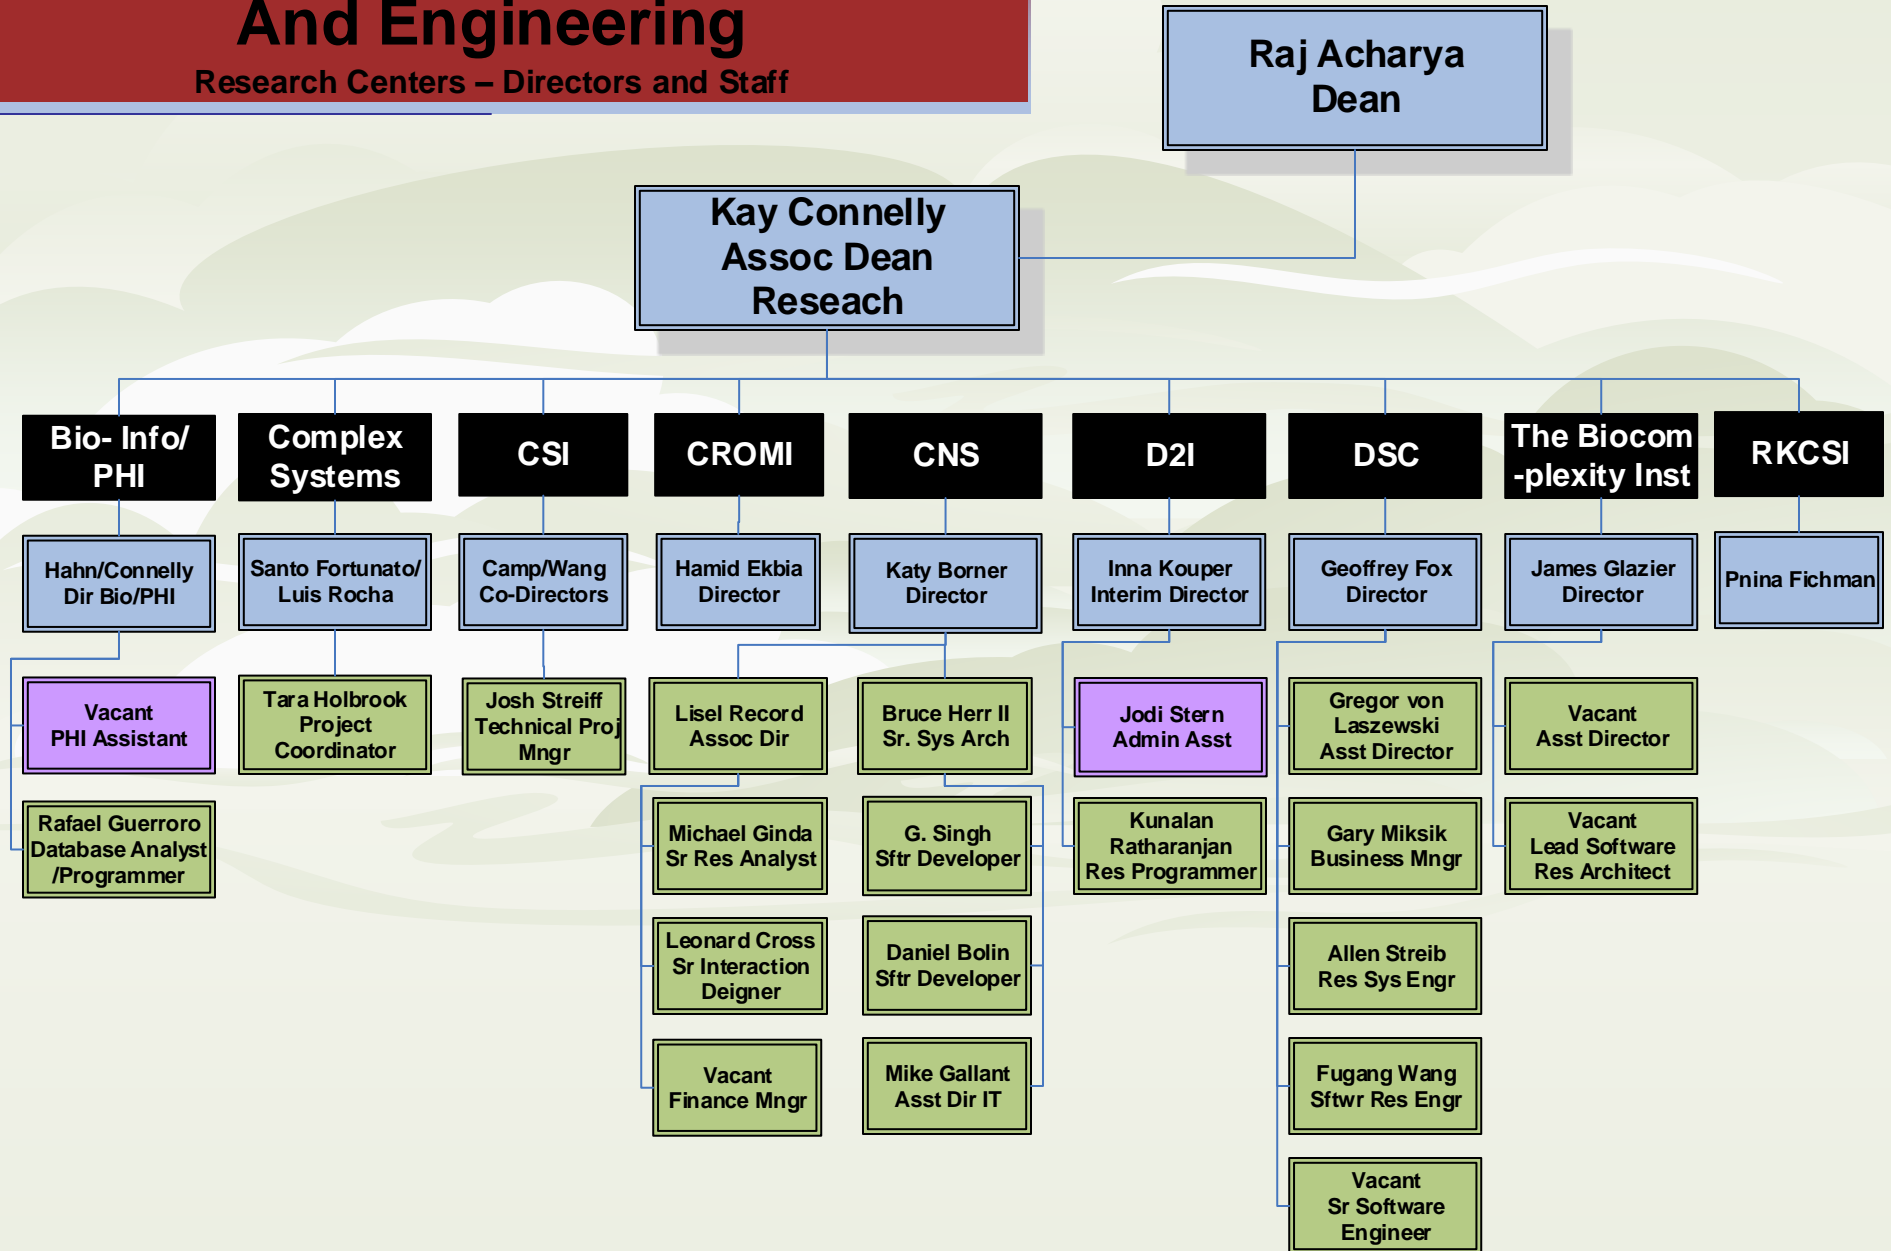 And Engineering
Research Centers – Directors and Staff
Raj Acharya
Dean
Kay Connelly
Assoc Dean
Reseach
Bio- Info/
PHI
Complex
Systems
CSI
CROMI
CNS
D2I
DSC
The Biocom
-plexity Inst
RKCSI
Hahn/Connelly
Dir Bio/PHI
Santo Fortunato/
Luis Rocha
Camp/Wang
Co-Directors
Hamid Ekbia
Director
Katy Borner
Director
Inna Kouper
Interim Director
Geoffrey Fox
Director
James Glazier
Director
Pnina Fichman
Vacant
PHI Assistant
Tara Holbrook
Project
Coordinator
Josh Streiff
Technical Proj
Mngr
Lisel Record
Assoc Dir
Bruce Herr II
Sr. Sys Arch
Jodi Stern
Admin Asst
Gregor von
Laszewski
Asst Director
Vacant
Asst Director
Rafael Guerroro
Database Analyst
/Programmer
Michael Ginda
Sr Res Analyst
G. Singh
Sftr Developer
Kunalan
Ratharanjan
Res Programmer
Gary Miksik
Business Mngr
Vacant
Lead Software
Res Architect
Leonard Cross
Sr Interaction
Deigner
Daniel Bolin
Sftr Developer
Allen Streib
Res Sys Engr
Vacant
Finance Mngr
Mike Gallant
Asst Dir IT
Fugang Wang
Sftwr Res Engr
Vacant
Sr Software
Engineer